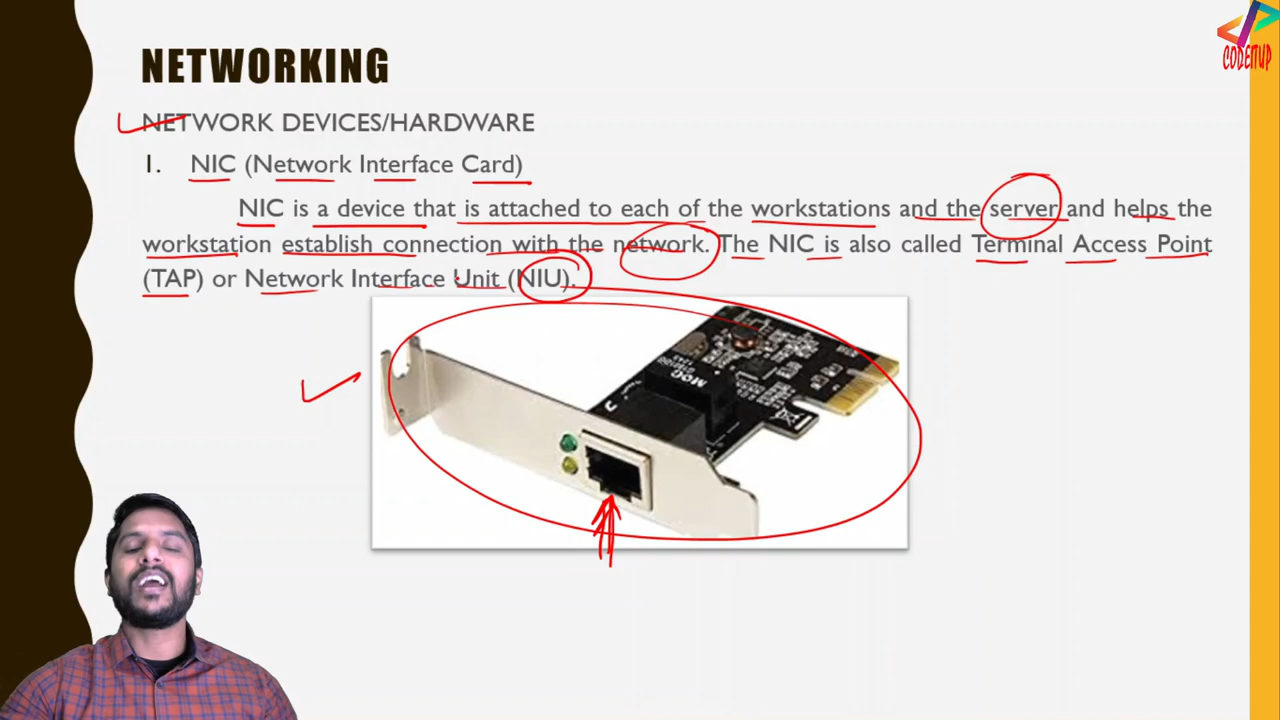 CODEITUP
NETWORKING
NETWORK DEVICES/HARDWARE
1. NIC (Network Interface Card)
NIC is a device that is attached to each of the workstations and the server and helps the
workstation establish connection with the network. The NIC is also called Terminal Access Point
(TAP) or Network Interface Unit (NIU).
MOC